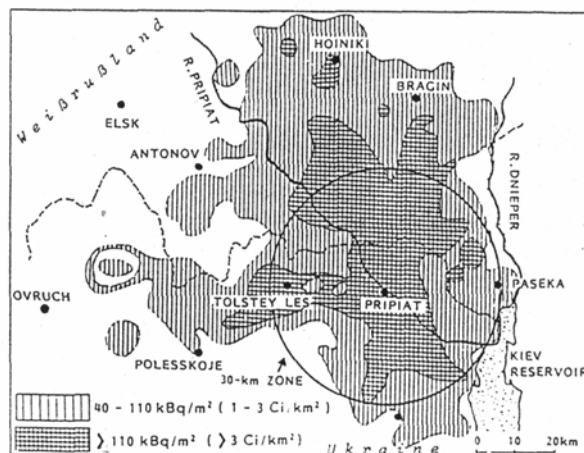 Weißrußland
HOINIKI
R. PRIPIAT
BRAGIN
ELSK
ANTONOV
R. DNIEPER
OVRUCH
TOLSTEY LES
PRIPIAT
PASEKA
POLESSKOJE
30-km ZONE
KIEV
RESERVOIR
40 - 110 kBq/m² ( 1 - 3 Ci/km²)
> 110 kBq/m² ( > 3 Ci/km²)
Ukraine
0 10 20km